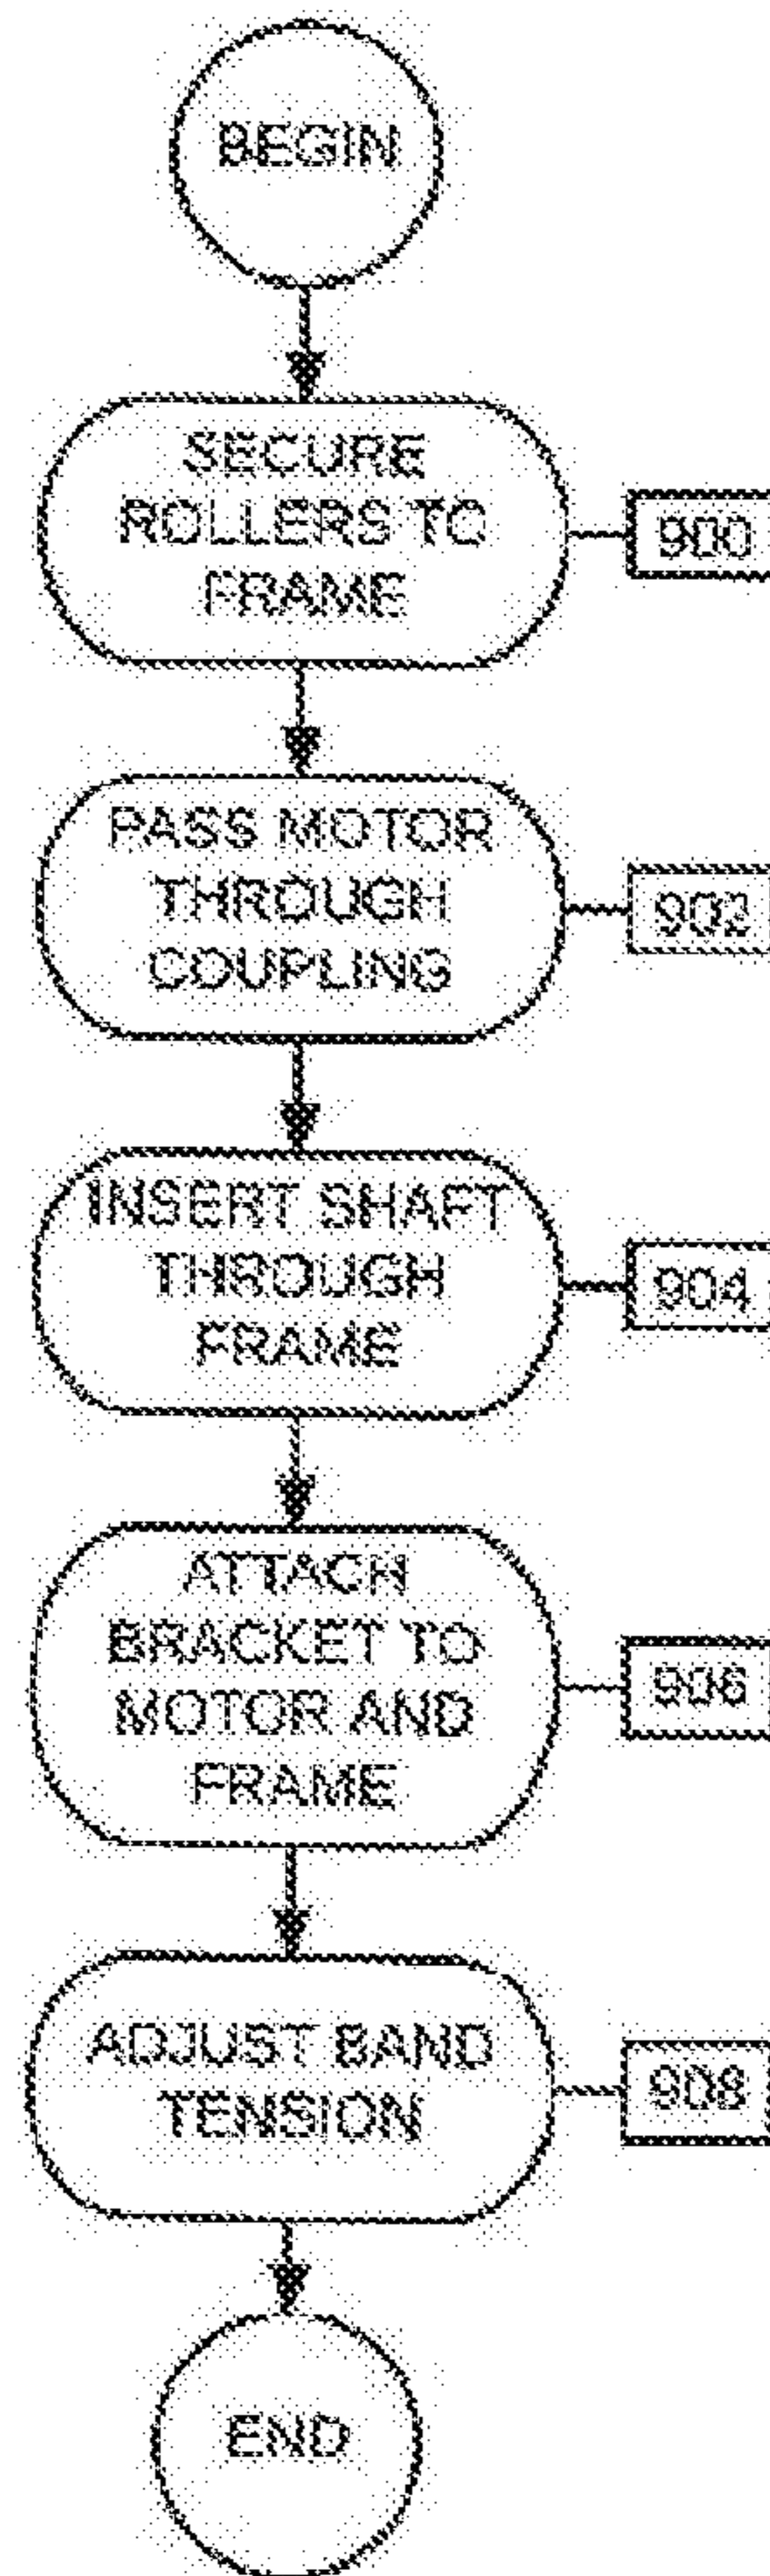 BEGIN
SECURE
ROLLERS TO
FRAME
900
PASS MOTOR
THROUGH
COUPLING
902
INSERT SHAFT
THROUGH
FRAME
904
ATTACH
BRACKET TO
MOTOR AND
FRAME
906
ADJUST BAND
TENSION
908
END